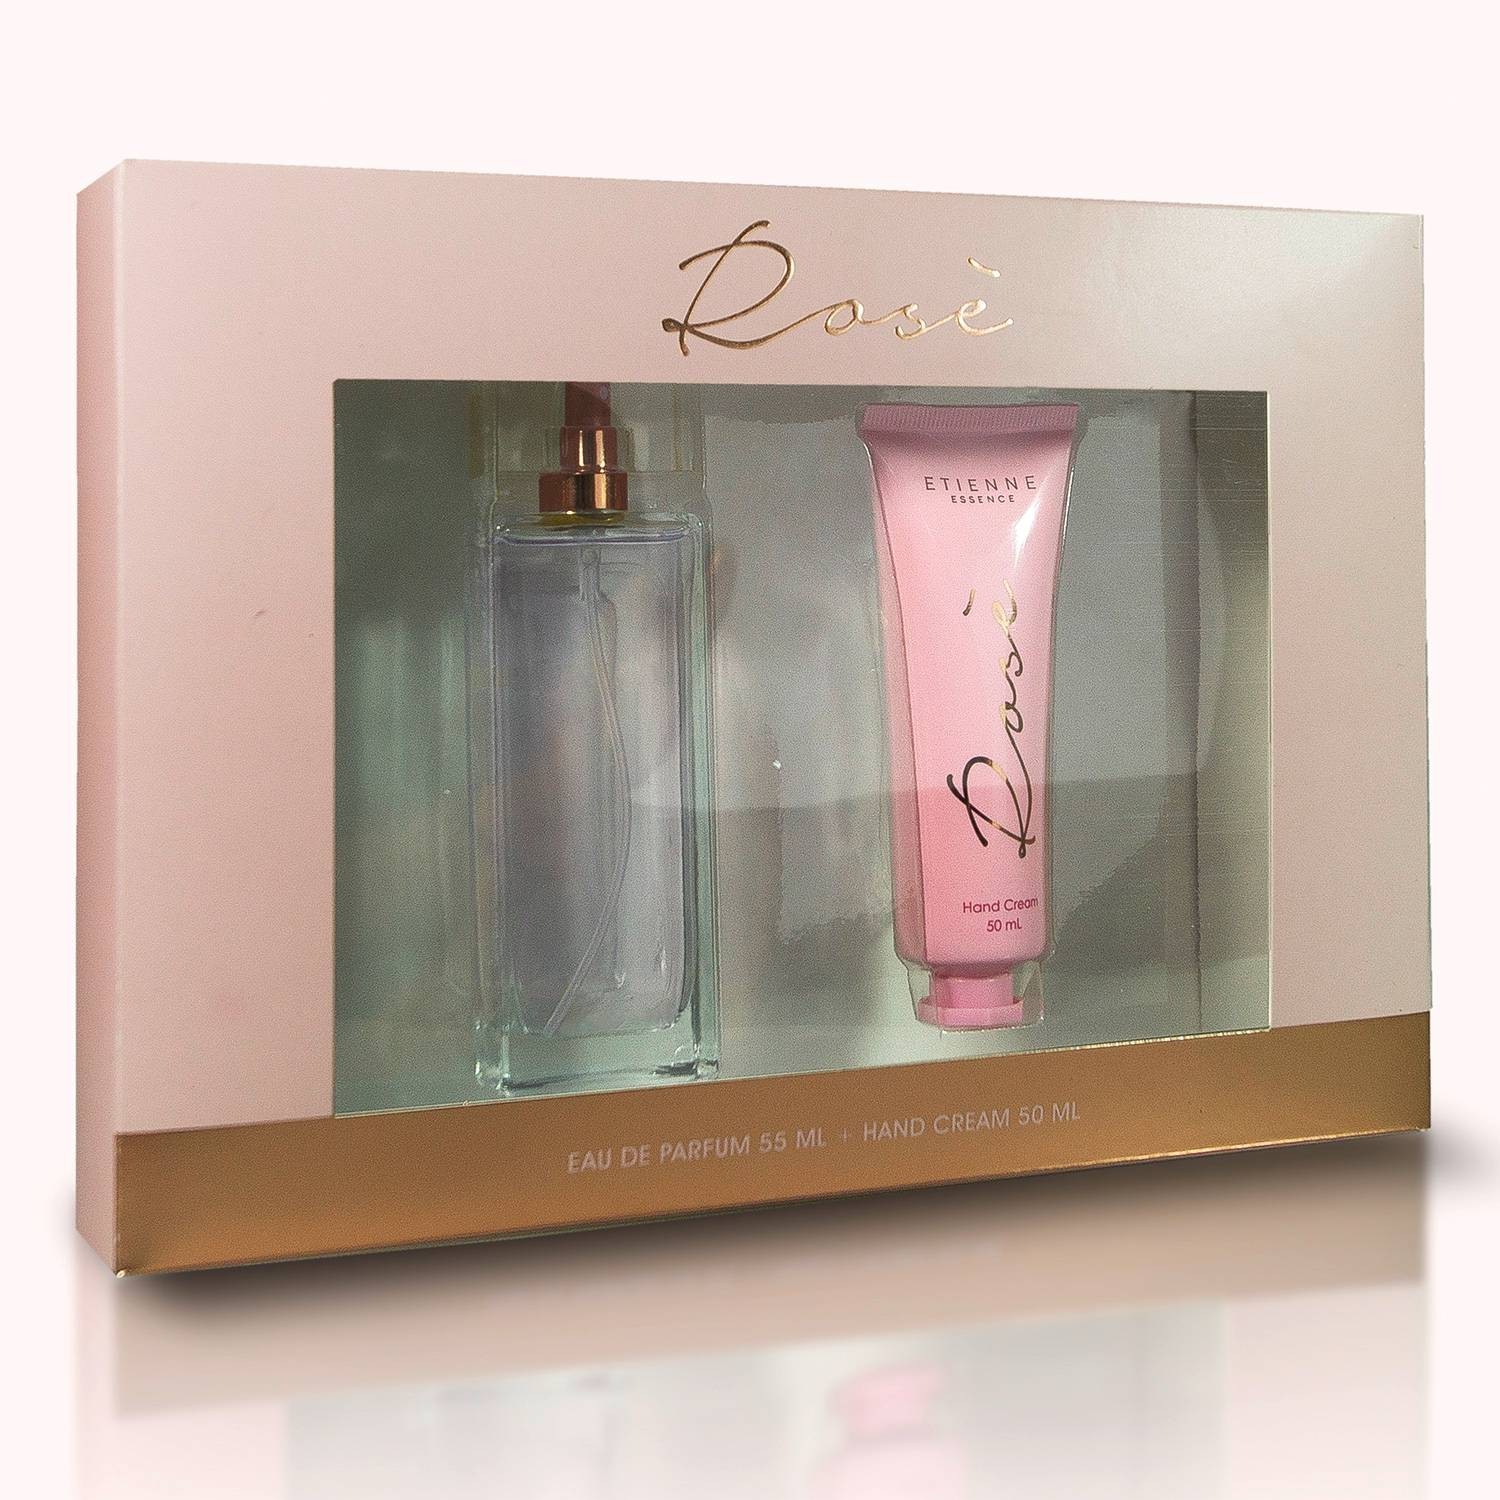 Rosè
ETIENNE
ESSENCE
Rosè
Hand Cream
50 mL
EAU DE PARFUM 55 ML + HAND CREAM 50 ML